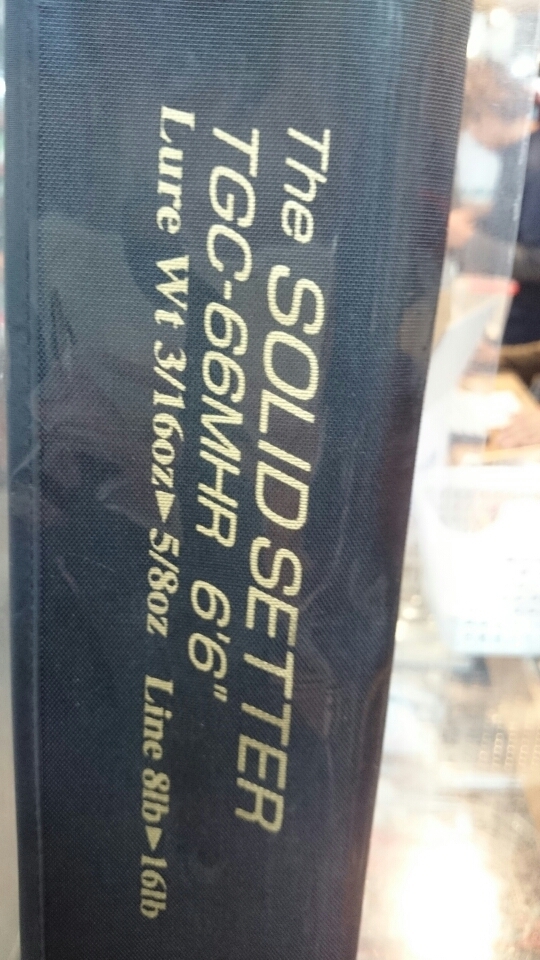 The SOLID SETTER
TGC-66MHR 6'6"
Lure Wt 3/16oz▶5/8oz Line 8lb▶16lb